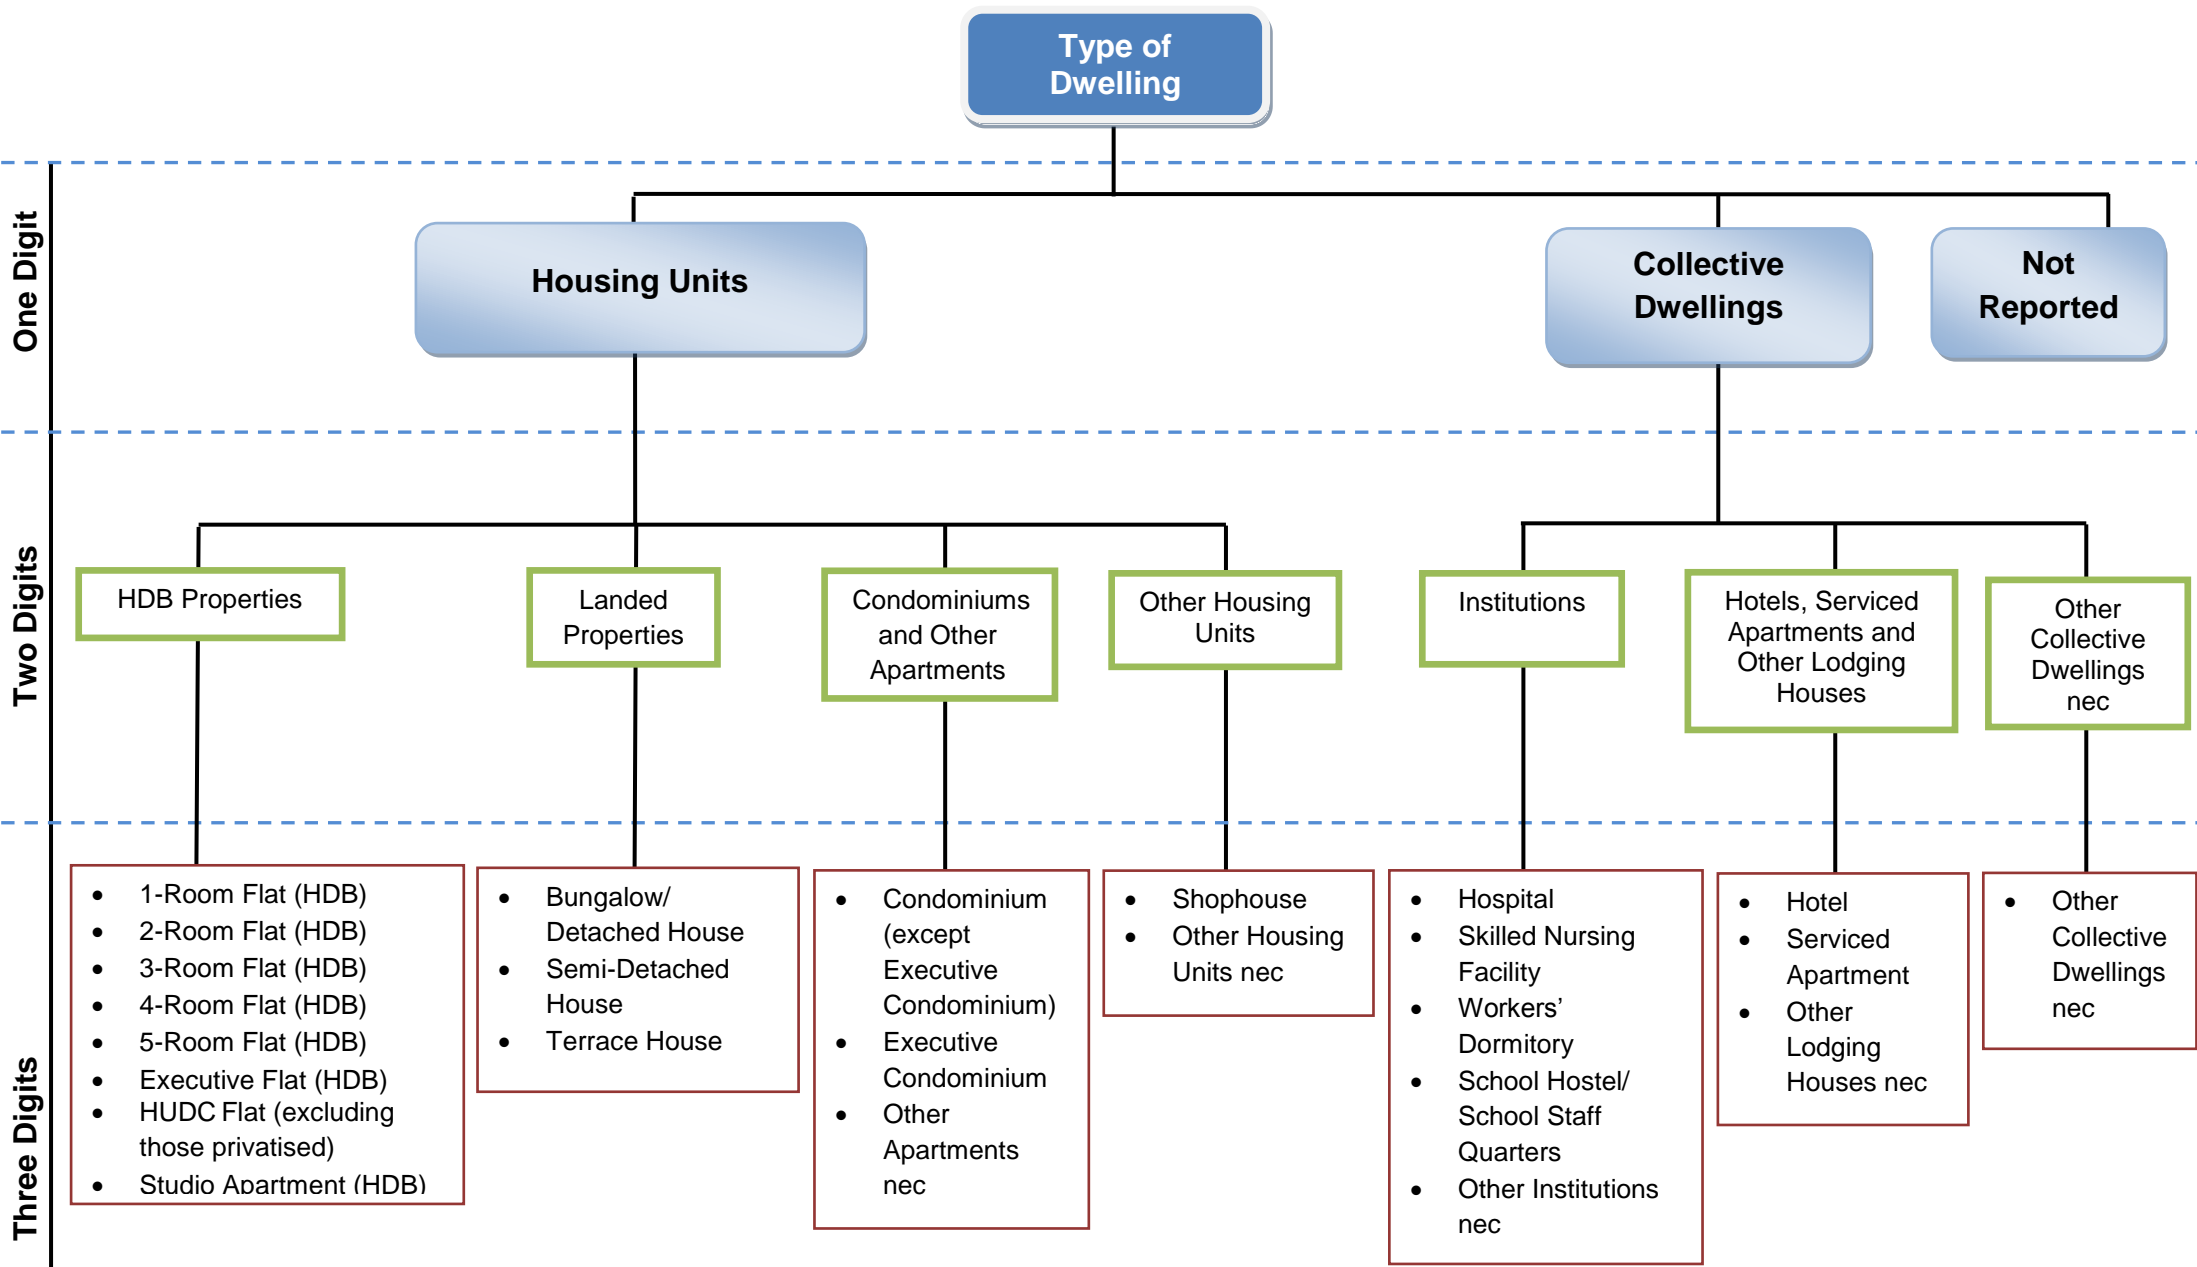 Type of
Dwelling
One Digit
Housing Units
Collective
Dwellings
Not
Reported
Two Digits
HDB Properties
Landed
Properties
Condominiums
and Other
Apartments
Other Housing
Units
Institutions
Hotels, Serviced
Apartments and
Other Lodging
Houses
Other
Collective
Dwellings
nec
Three Digits
• 1-Room Flat (HDB)
• 2-Room Flat (HDB)
• 3-Room Flat (HDB)
• 4-Room Flat (HDB)
• 5-Room Flat (HDB)
• Executive Flat (HDB)
• HUDC Flat (excluding
those privatised)
• Studio Apartment (HDB)
• Bungalow/
Detached House
• Semi-Detached
House
• Terrace House
• Condominium
(except
Executive
Condominium)
• Executive
Condominium
• Other
Apartments
nec
• Shophouse
• Other Housing
Units nec
• Hospital
• Skilled Nursing
Facility
• Workers’
Dormitory
• School Hostel/
School Staff
Quarters
• Other Institutions
nec
• Hotel
• Serviced
Apartment
• Other
Lodging
Houses nec
• Other
Collective
Dwellings
nec